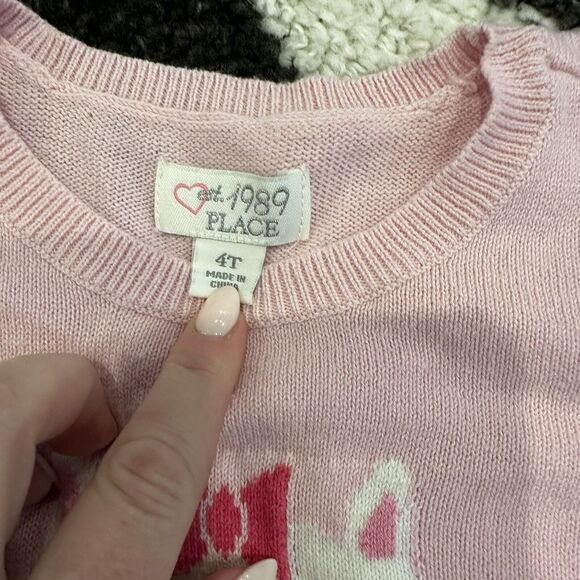 est. 1989
PLACE
4T
MADE IN
CHINA